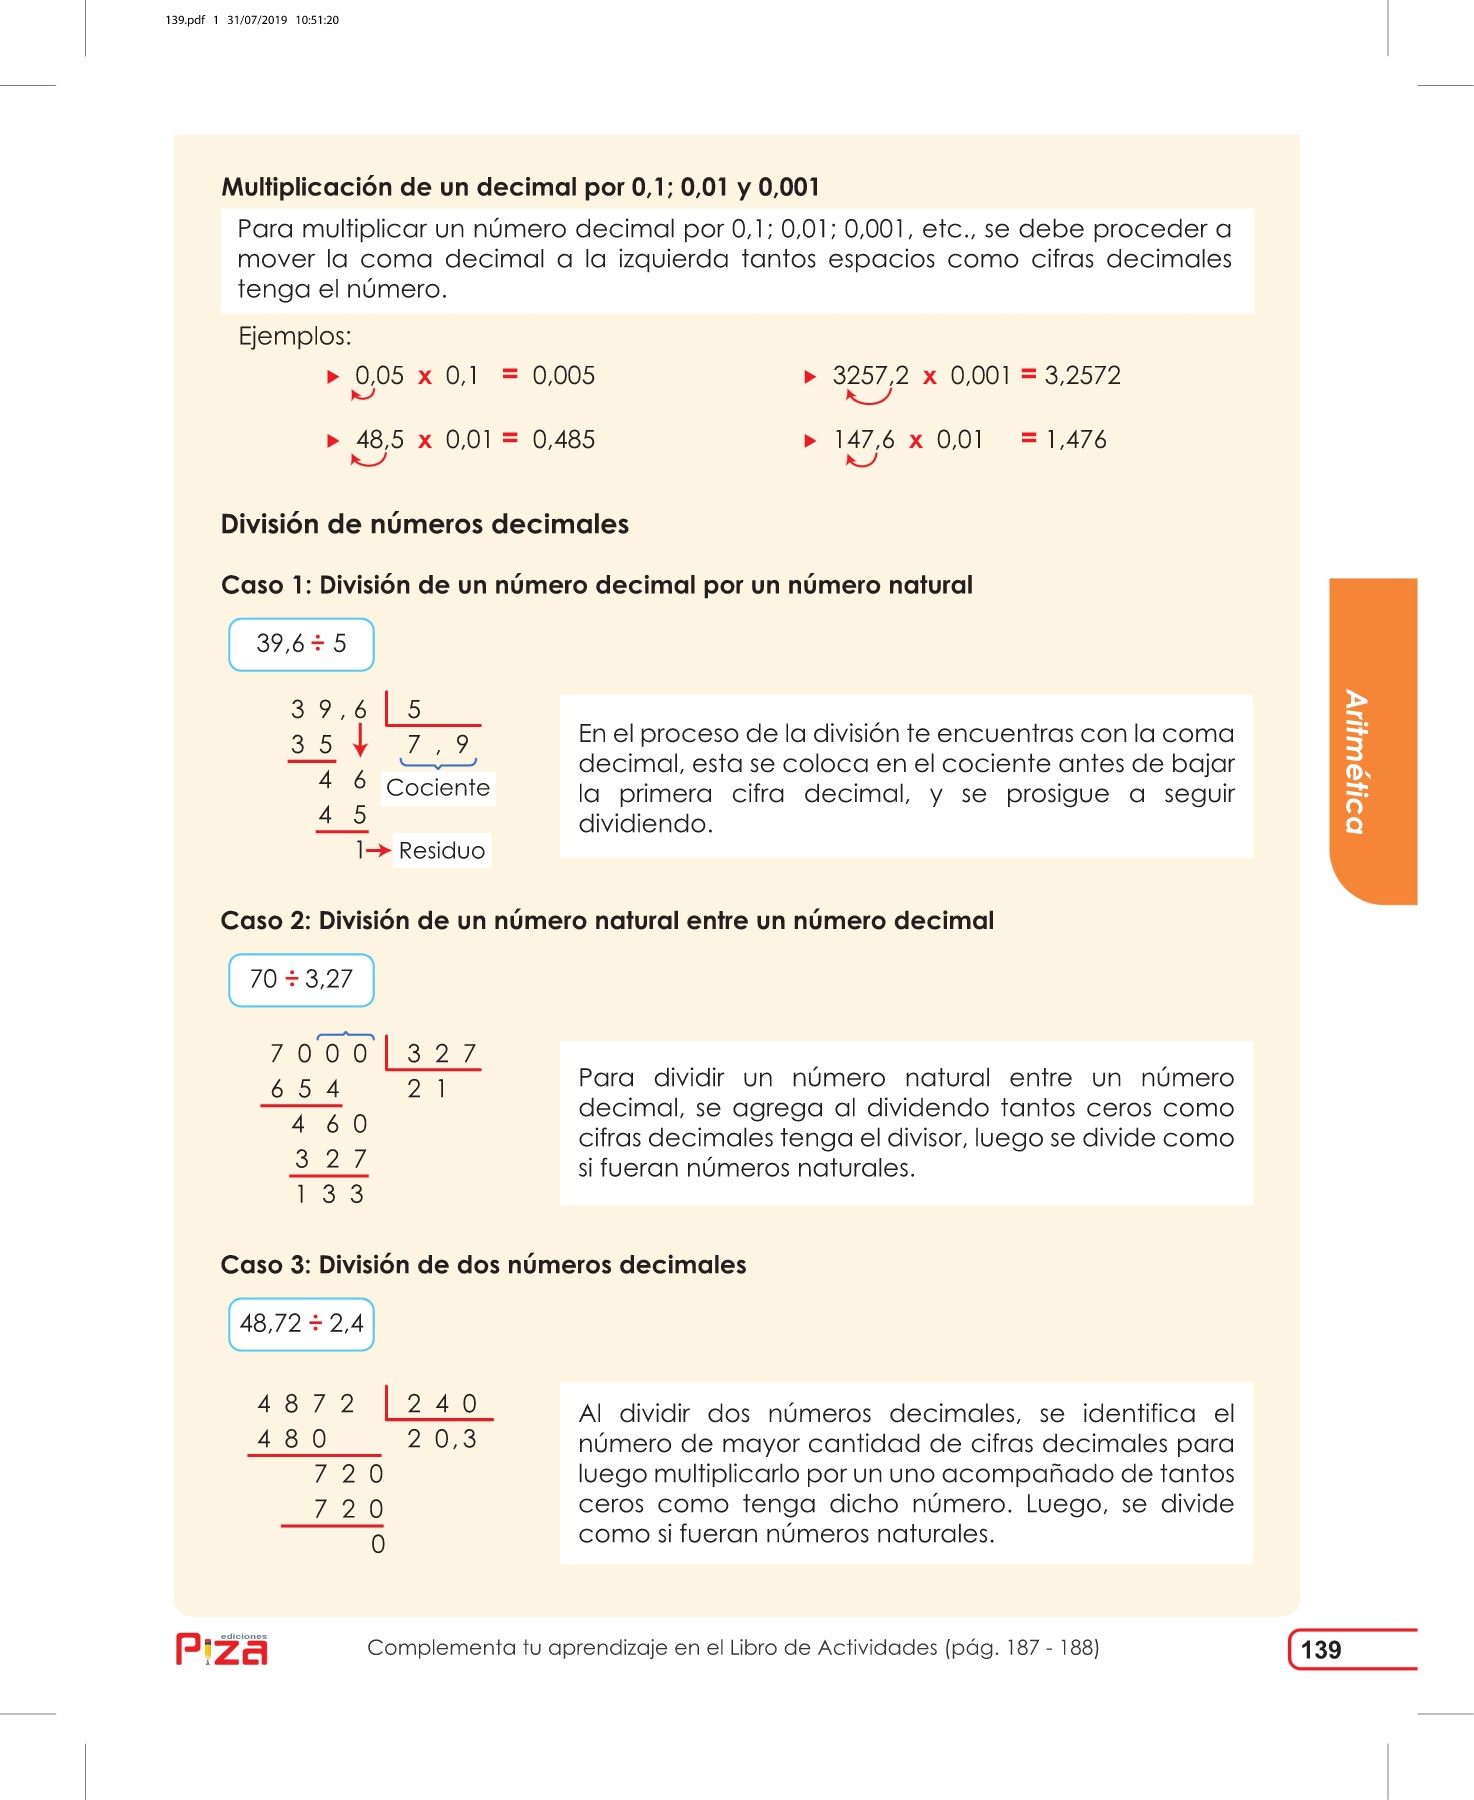 139.pdf 1 31/07/2019 10:51:20
Multiplicación de un decimal por 0,1; 0,01 y 0,001
Para multiplicar un número decimal por 0,1; 0,01; 0,001, etc., se debe proceder a
mover la coma decimal a la izquierda tantos espacios como cifras decimales
tenga el número.
Ejemplos:
0,05 x 0,1 = 0,005
3257,2 x 0,001 = 3,2572
48,5 x 0,01 = 0,485
147,6 x 0,01 = 1,476
División de números decimales
Caso 1: División de un número decimal por un número natural
39,6 ÷ 5
3 9 , 6 5
3 5 7 , 9
4 6 Cociente
4 5
1 Residuo
En el proceso de la división te encuentras con la coma
decimal, esta se coloca en el cociente antes de bajar
la primera cifra decimal, y se prosigue a seguir
dividiendo.
Aritmética
Caso 2: División de un número natural entre un número decimal
70 ÷ 3,27
7 0 0 0 3 2 7
6 5 4 2 1
4 6 0
3 2 7
1 3 3
Para dividir un número natural entre un número
decimal, se agrega al dividendo tantos ceros como
cifras decimales tenga el divisor, luego se divide como
si fueran números naturales.
Caso 3: División de dos números decimales
48,72 ÷ 2,4
4 8 7 2 2 4 0
4 8 0 2 0,3
7 2 0
7 2 0
0
Al dividir dos números decimales, se identifica el
número de mayor cantidad de cifras decimales para
luego multiplicarlo por un uno acompañado de tantos
ceros como tenga dicho número. Luego, se divide
como si fueran números naturales.
ediciones
Piza
Complementa tu aprendizaje en el Libro de Actividades (pág. 187 - 188)
139